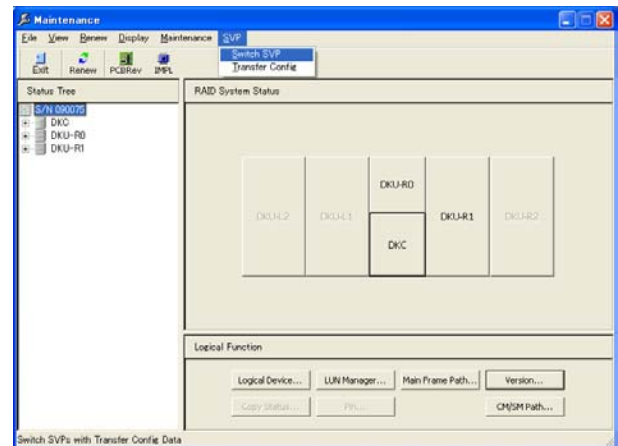 Maintenance
File View Renew Display Maintenance SVP
Switch SVP
Transfer Config
Exit Renew PCBRev IMPL
Status Tree
RAID System Status
S/N 090075
DKC
DKU-R0
DKU-R1
DKU-L2
DKU-L1
DKU-R0
DKC
DKU-R1
DKU-R2
Logical Function
Logical Device... LUN Manager... Main Frame Path... Version...
Copy Status... Pin... CM/SM Path...
Switch SVPs with Transfer Config Data